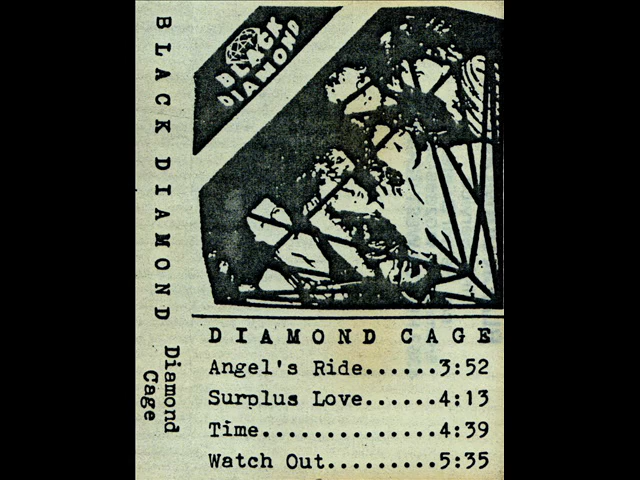 BLACK DIAMOND
Diamond
Cage
BLACK
DIAMOND
DIAMOND CAGE
Angel's Ride......3:52
Surplus Love......4:13
Time..............4:39
Watch Out.........5:35